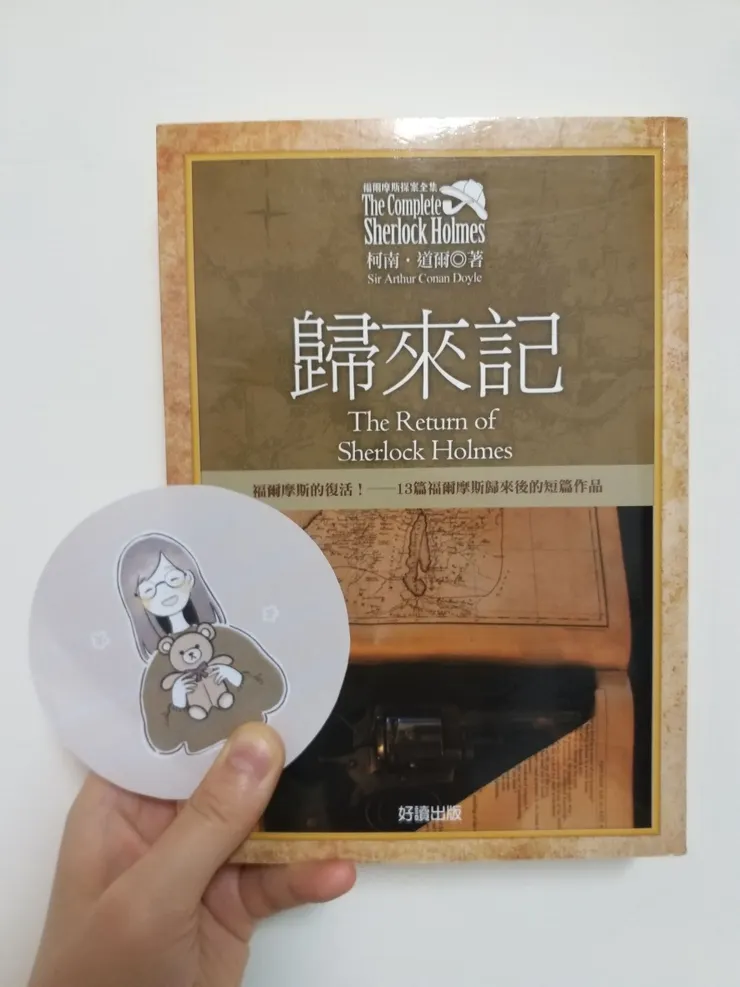 福爾摩斯探案全集
The Complete
Sherlock Holmes
柯南・道爾◎著
Sir Arthur Conan Doyle
歸來記
The Return of
Sherlock Holmes
福爾摩斯的復活！——13篇福爾摩斯歸來後的短篇作品
好讀出版